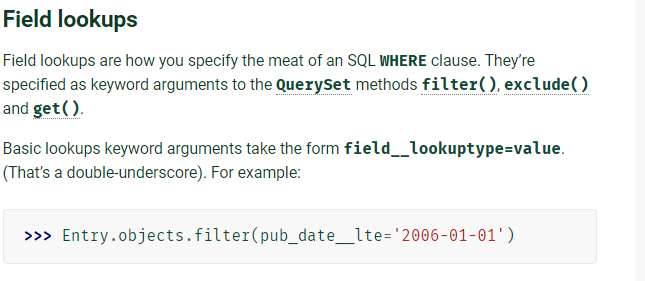 Field lookups
Field lookups are how you specify the meat of an SQL WHERE clause. They’re
specified as keyword arguments to the QuerySet methods filter(), exclude()
and get().
Basic lookups keyword arguments take the form field__lookuptype=value.
(That’s a double-underscore). For example:
>>> Entry.objects.filter(pub_date__lte='2006-01-01')